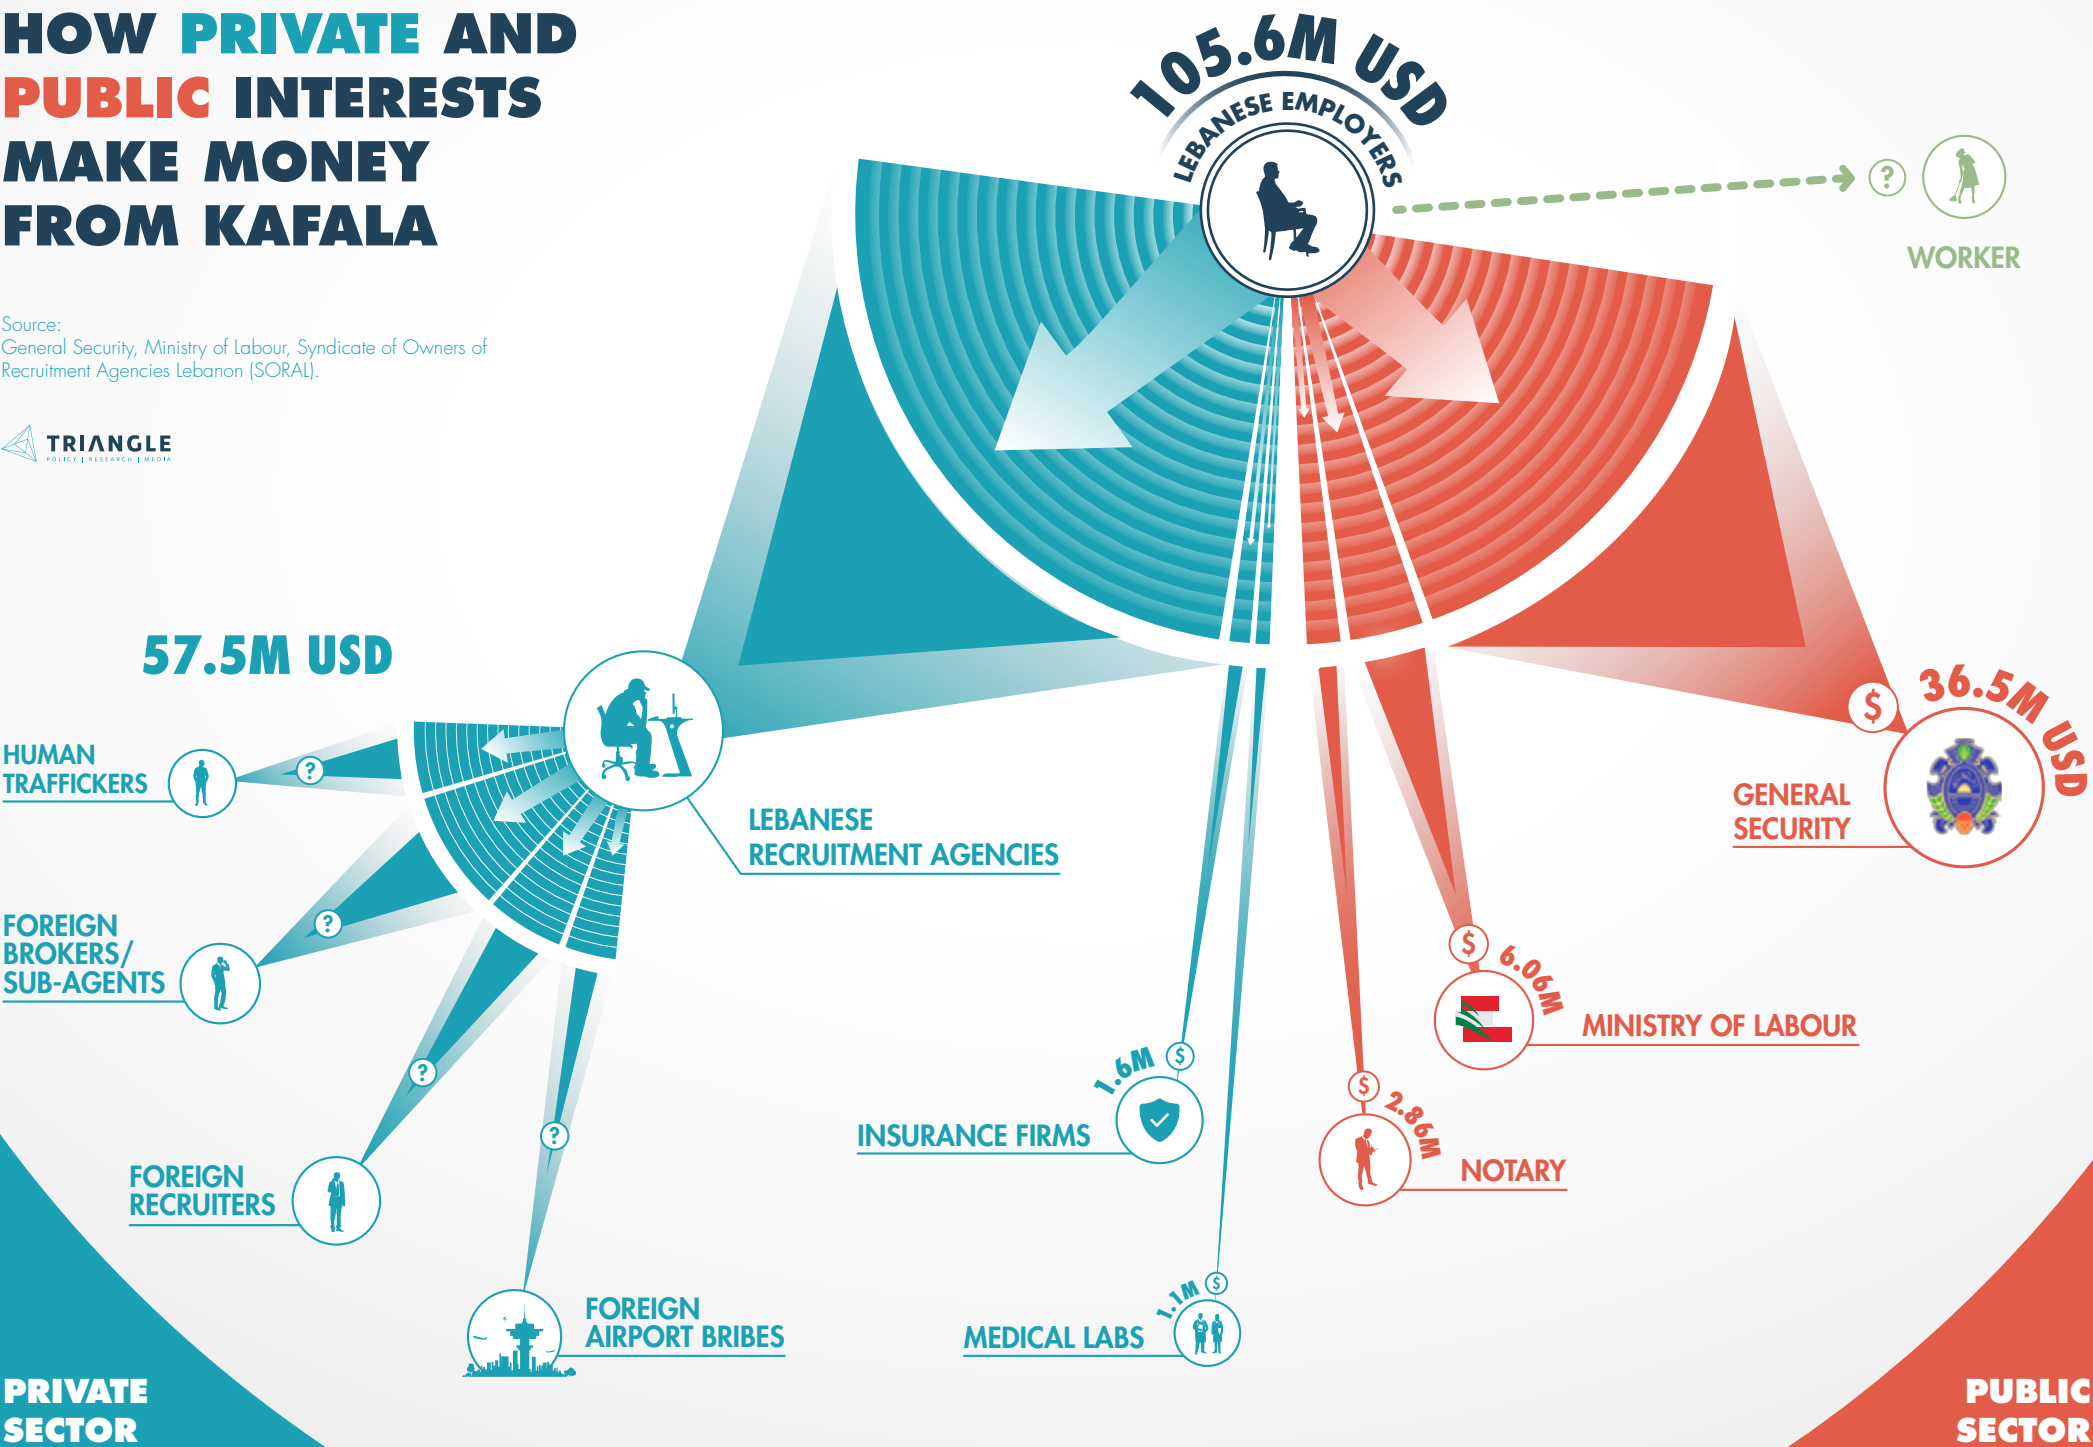 HOW PRIVATE AND
PUBLIC INTERESTS
MAKE MONEY
FROM KAFALA
Source:
General Security, Ministry of Labour, Syndicate of Owners of
Recruitment Agencies Lebanon (SORAL).
TRIANGLE
POLICY | RESEARCH | MEDIA
105.6M USD
LEBANESE EMPLOYERS
?
WORKER
57.5M USD
HUMAN
TRAFFICKERS
?
LEBANESE
RECRUITMENT AGENCIES
FOREIGN
BROKERS/
SUB-AGENTS
?
?
FOREIGN
RECRUITERS
?
FOREIGN
AIRPORT BRIBES
$
1.6M
INSURANCE FIRMS
$
1.1M
MEDICAL LABS
$
2.86M
NOTARY
$
6.06M
MINISTRY OF LABOUR
$
36.5M USD
GENERAL
SECURITY
PRIVATE
SECTOR
PUBLIC
SECTOR